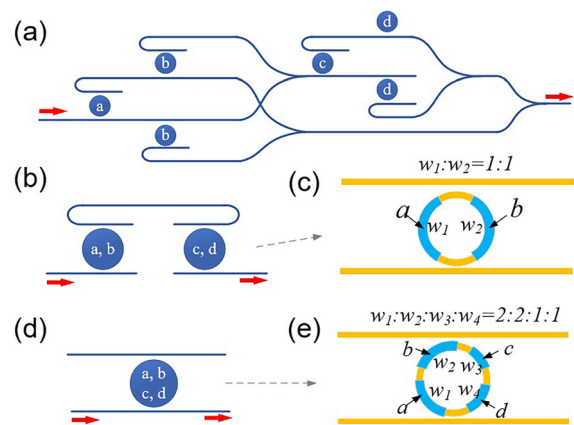 (a)
d
b
c
a
d
b
(b)
(c)
w₁:w₂=1:1
a
b
w₁
w₂
a, b
c, d
(d)
(e)
w₁:w₂:w₃:w₄=2:2:1:1
a, b
c, d
b
c
w₂
w₃
w₁
w₄
a
d